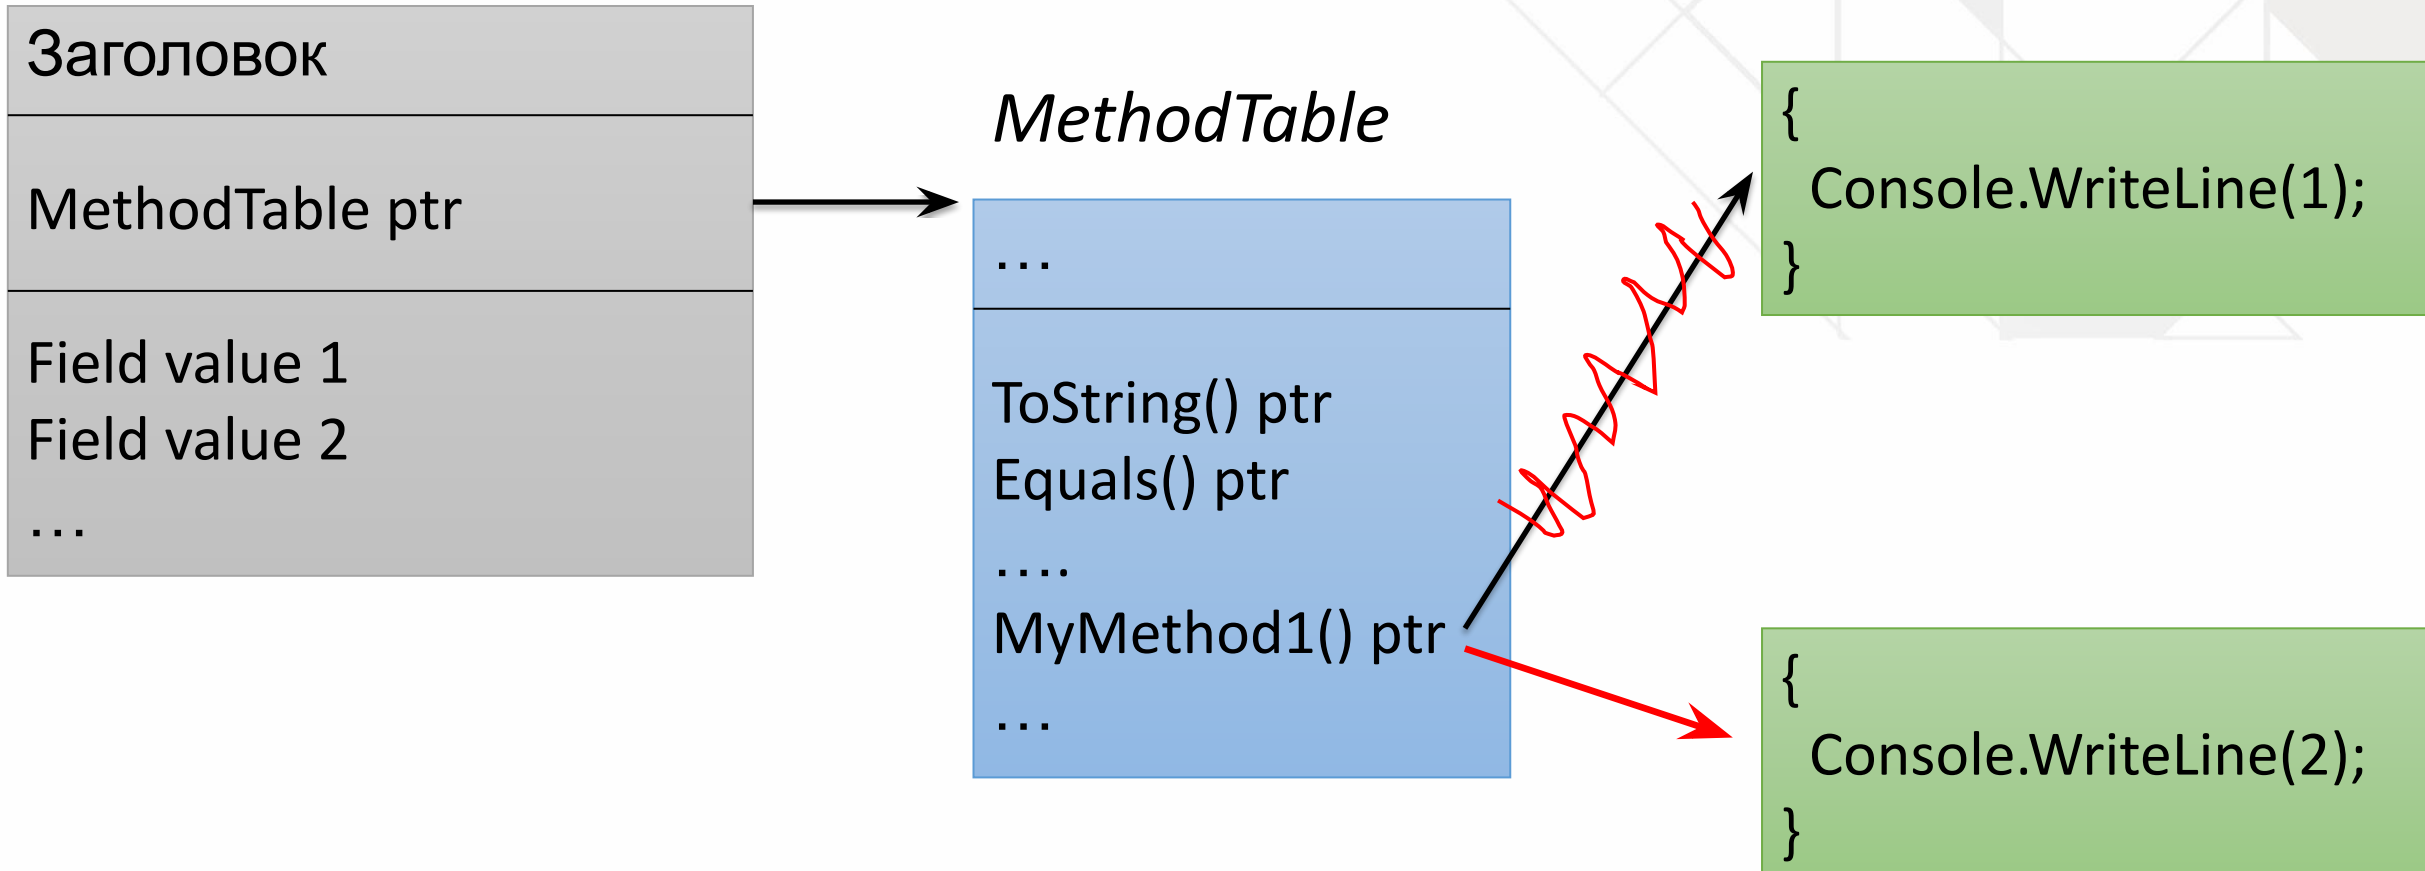 Заголовок
MethodTable ptr
Field value 1
Field value 2
…
MethodTable
…
ToString() ptr
Equals() ptr
….
MyMethod1() ptr
…
{
Console.WriteLine(1);
}
{
Console.WriteLine(2);
}